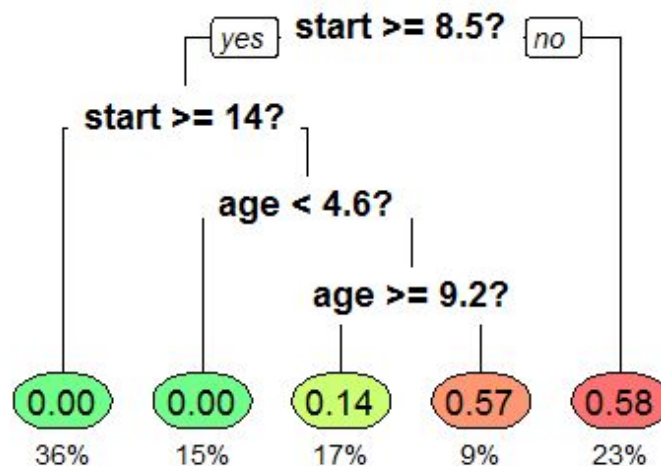 yes start >= 8.5? no
start >= 14?
age < 4.6?
age >= 9.2?
0.00 0.00 0.14 0.57 0.58
36% 15% 17% 9% 23%